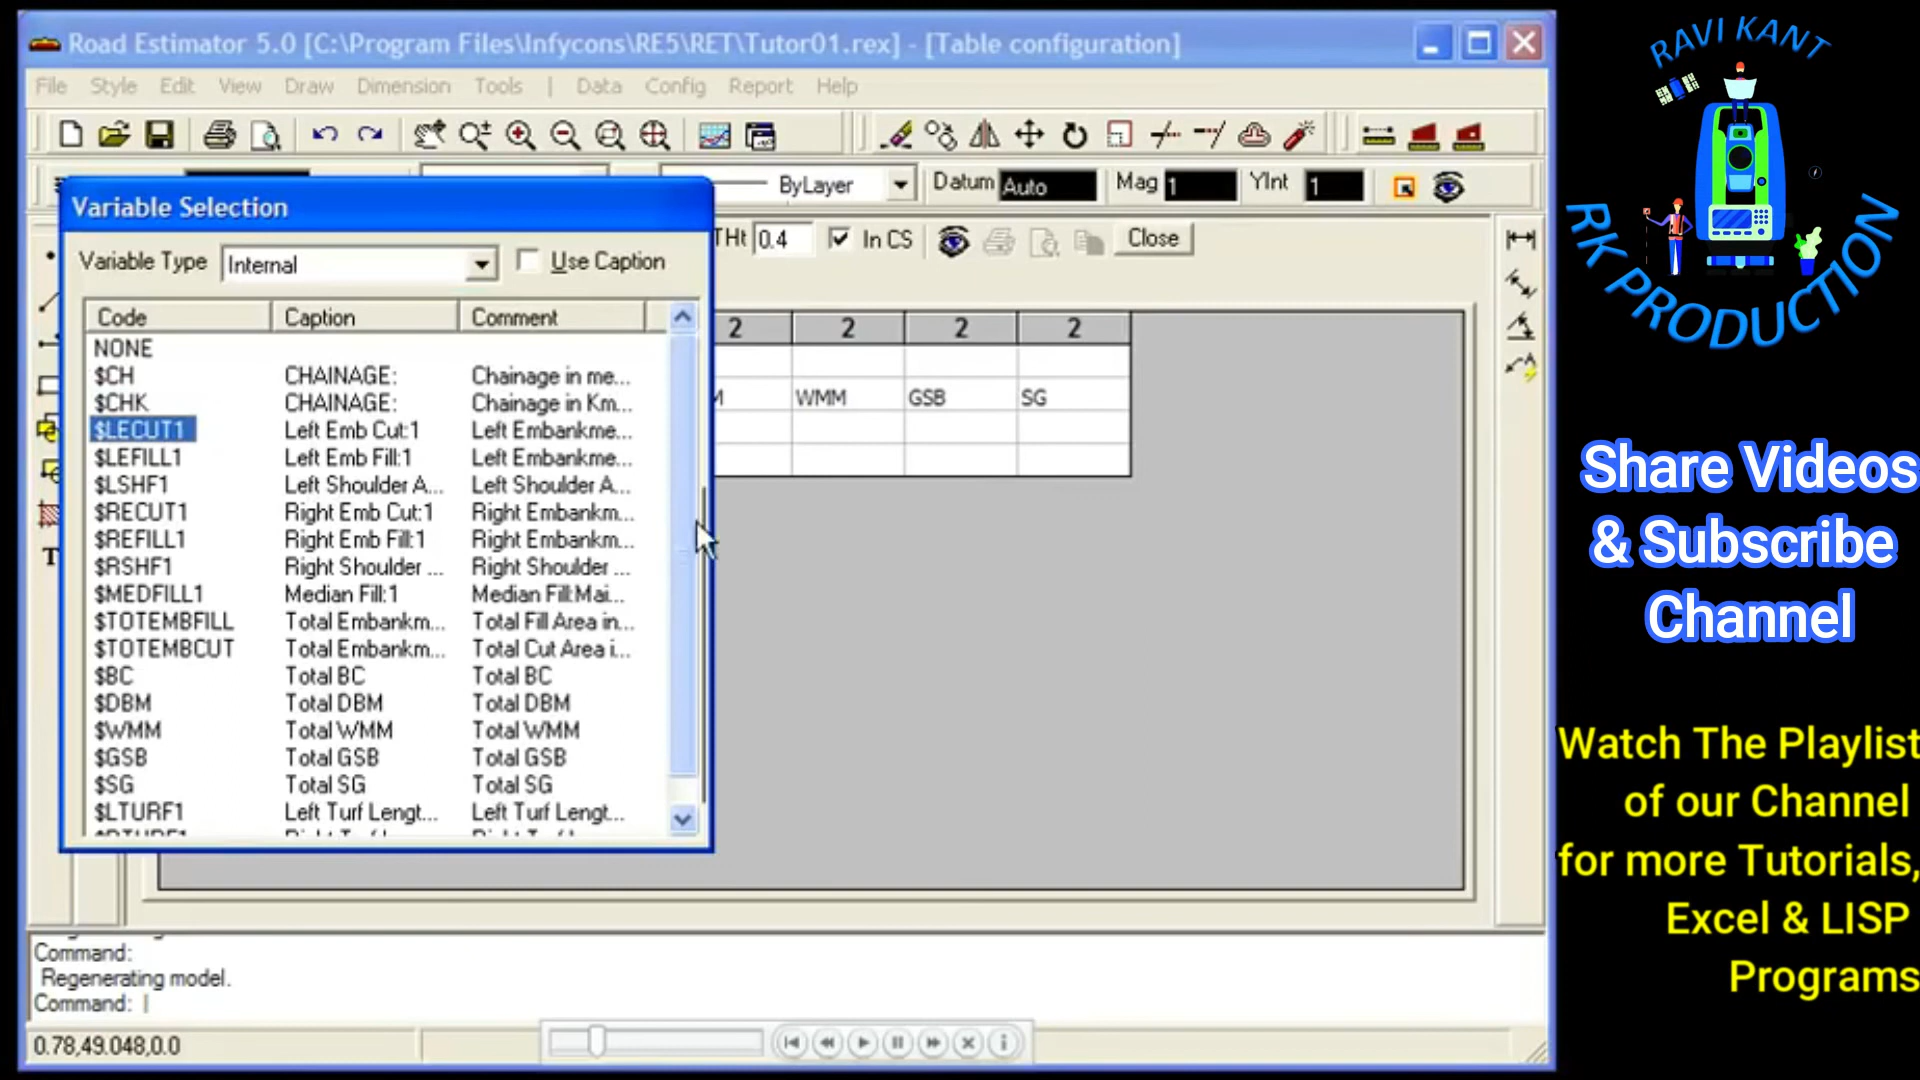 Road Estimator 5.0 [C:\Program Files\Infycons\RE5\RET\Tutor01.rex] - [Table configuration]
File Style Edit View Draw Dimension Tools | Data Config Report Help
ByLayer Datum Auto Mag 1 YInt 1
Variable Selection
THt 0.4 In CS Close
Variable Type Internal Use Caption
Code Caption Comment
NONE
$CH CHAINAGE: Chainage in me...
$CHK CHAINAGE: Chainage in Km...
$LECUT1 Left Emb Cut:1 Left Embankme...
$LEFILL1 Left Emb Fill:1 Left Embankme...
$LSHF1 Left Shoulder A... Left Shoulder A...
$RECUT1 Right Emb Cut:1 Right Embankm...
$REFILL1 Right Emb Fill:1 Right Embankm...
$RSHF1 Right Shoulder ... Right Shoulder ...
$MEDFILL1 Median Fill:1 Median Fill:Mai...
$TOTEMBFILL Total Embankm... Total Fill Area in...
$TOTEMBCUT Total Embankm... Total Cut Area i...
$BC Total BC Total BC
$DBM Total DBM Total DBM
$WMM Total WMM Total WMM
$GSB Total GSB Total GSB
$SG Total SG Total SG
$LTURF1 Left Turf Lengt... Left Turf Lengt...
2 2 2 2
WMM GSB SG
T
Command:
Regenerating model.
Command:
0.78,49.048,0.0
RAVI KANT
RK PRODUCTION
Share Videos
& Subscribe
Channel
Watch The Playlist
of our Channel
for more Tutorials,
Excel & LISP
Programs